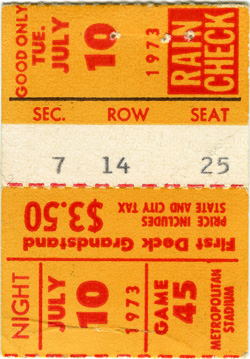 GOOD ONLY
TUE.
JULY
10
1973
RAIN
CHECK
SEC. ROW SEAT
7 14 25
First Deck Grandstand
$3.50
PRICE INCLUDES
STATE AND CITY TAX
NIGHT
JULY
10
1973
GAME
45
METROPOLITAN
STADIUM